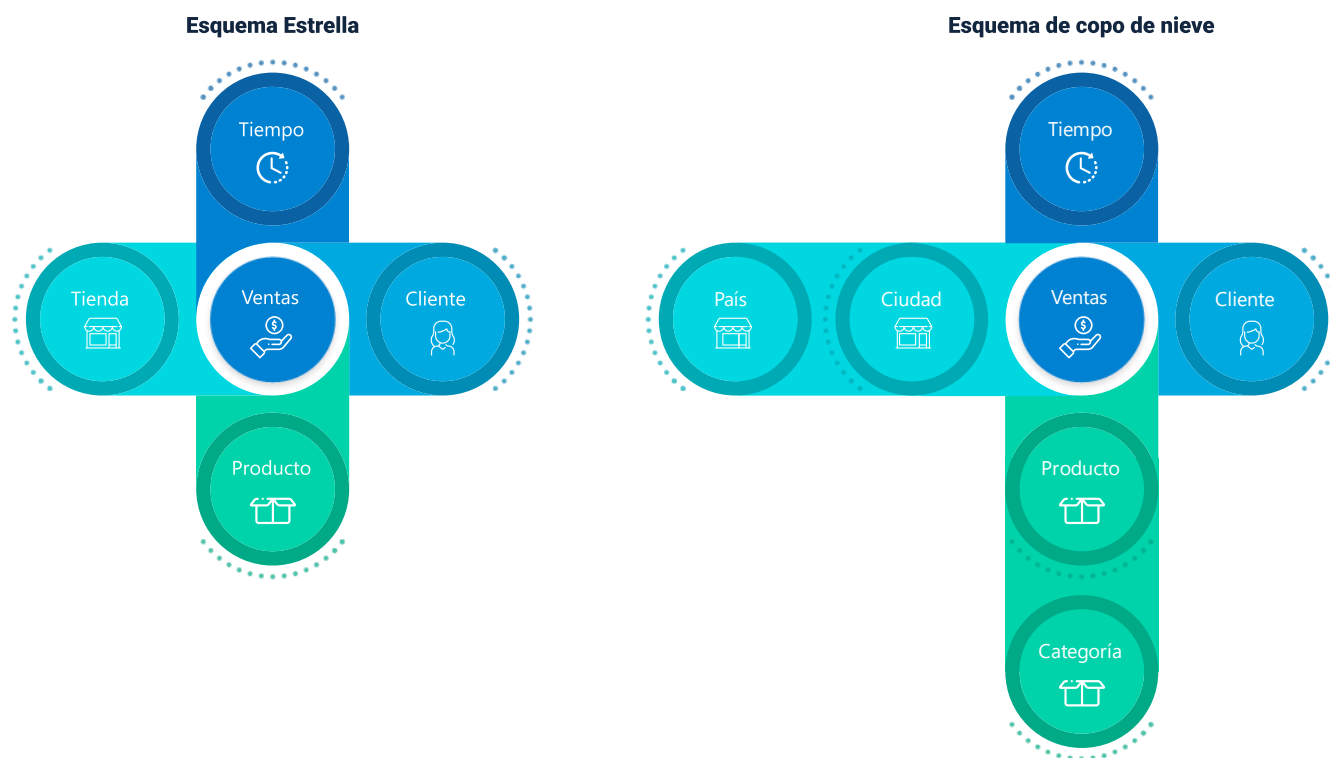 Esquema Estrella
Tiempo
Tienda
Ventas
$
Cliente
Producto
Esquema de copo de nieve
Tiempo
País
Ciudad
Ventas
$
Cliente
Producto
Categoría